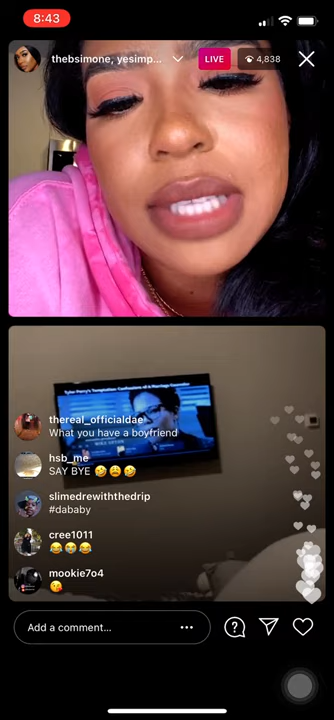 8:43
thebsimone, yesimp...
LIVE
4,838
Tyler Perry's Temptation: Confessions of A Marriage Counselor
thereal_officialdae
What you have a boyfriend
hsb_me
SAY BYE 🤣😩🤣
slimedrewiththedrip
#dababy
cree1011
😂😭😂
mookie7o4
😘
Add a comment...